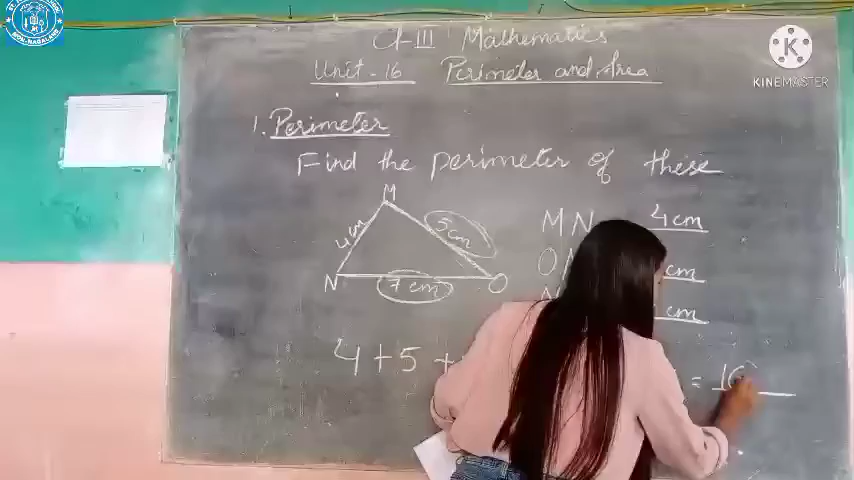 Cl-III Mathematics
Unit-16 Perimeter and Area
1. Perimeter
Find the perimeter of these
M
4cm
5cm
N
7 cm
O
MN
4cm
O
cm
cm
4 + 5 +
= 16
KINEMASTER